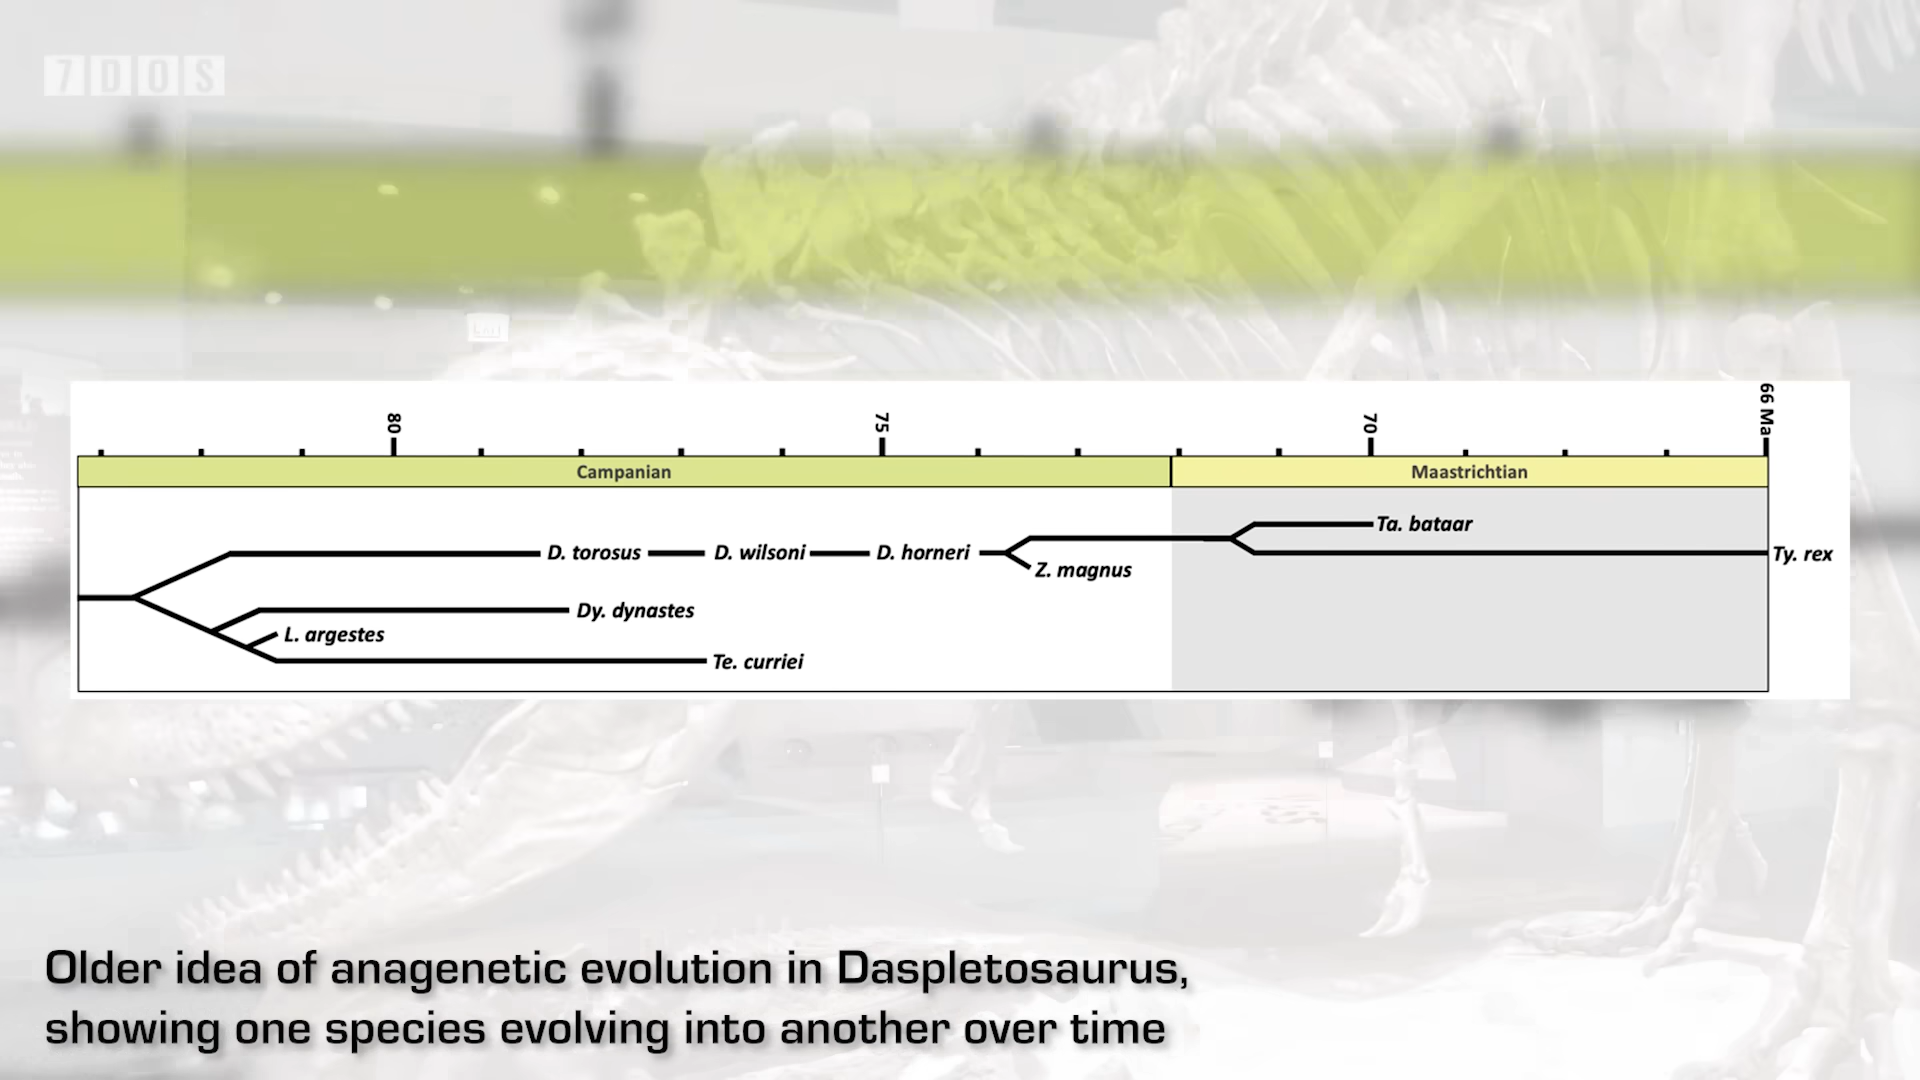 7DOS
80
75
70
66 Ma
Campanian
Maastrichtian
Ta. bataar
D. torosus
D. wilsoni
D. horneri
Ty. rex
Z. magnus
Dy. dynastes
L. argestes
Te. curriei
Older idea of anagenetic evolution in Daspletosaurus,
showing one species evolving into another over time